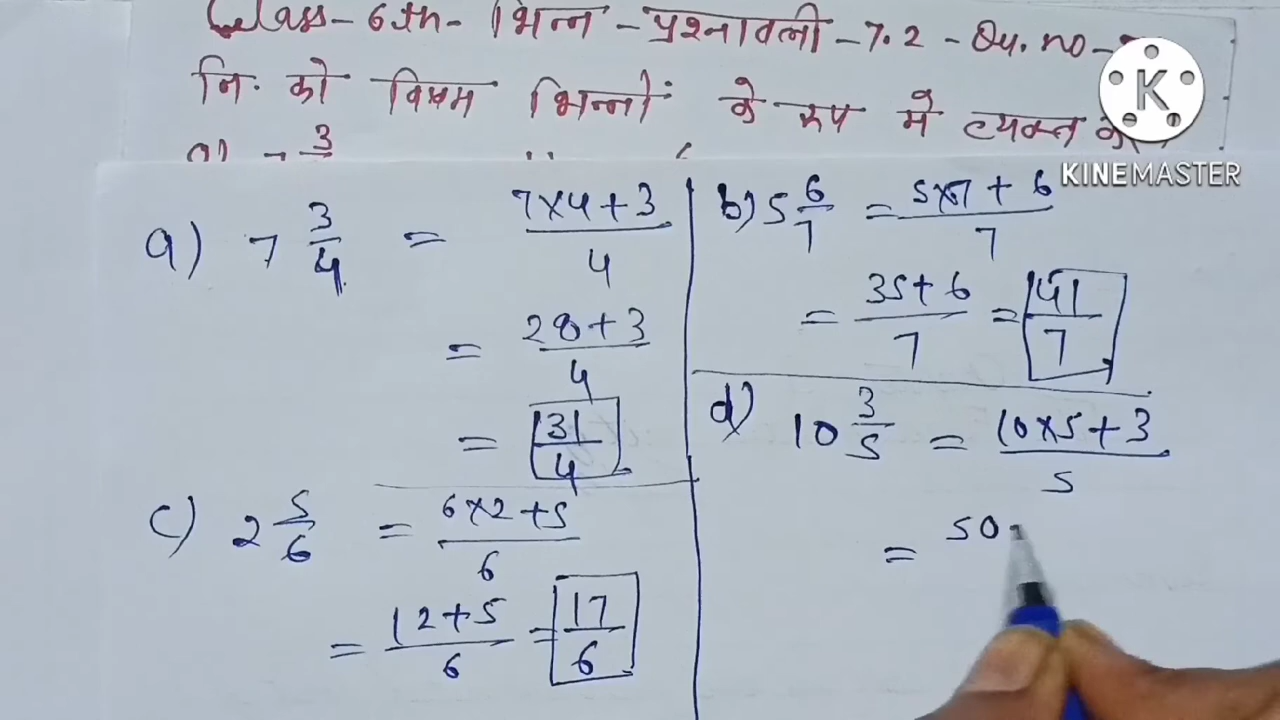 Class-6th- भिन्न -प्रश्नावली -7.2 -Qu.no-
नि. को विषम भिन्नों के रूप मे व्यक्त
3
K
KINEMASTER
a) 7 3/4 = 7×4+3/4
= 28+3/4
= 31/4
c) 2 5/6 = 6×2+5/6
= 12+5/6 = 17/6
b) 5 6/7 = 5×7+6/7
= 35+6/7 = 41/7
d) 10 3/5 = 10×5+3/5
= 50